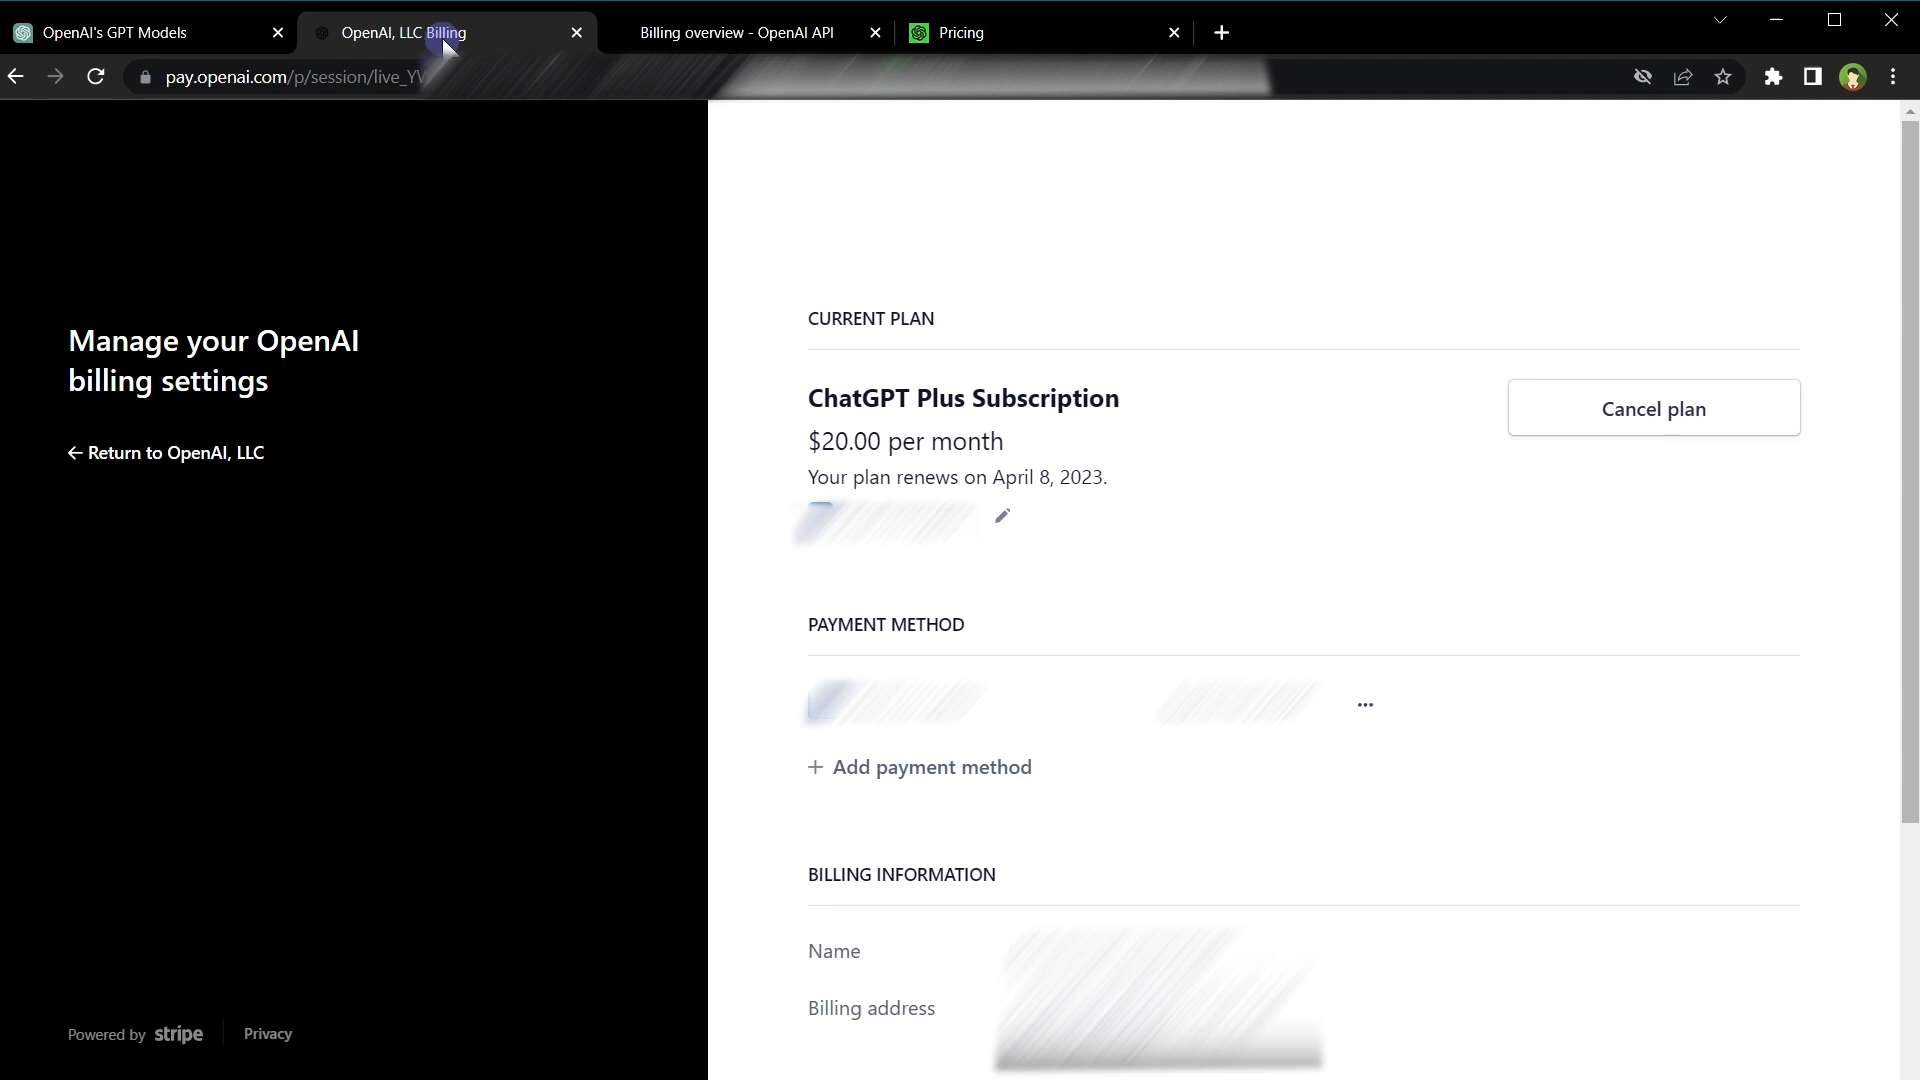 OpenAI's GPT Models
OpenAI, LLC Billing
Billing overview - OpenAI API
Pricing
pay.openai.com/p/session/live_YV
Manage your OpenAI
billing settings
← Return to OpenAI, LLC
Powered by stripe
Privacy
CURRENT PLAN
ChatGPT Plus Subscription
Cancel plan
$20.00 per month
Your plan renews on April 8, 2023.
PAYMENT METHOD
+ Add payment method
BILLING INFORMATION
Name
Billing address